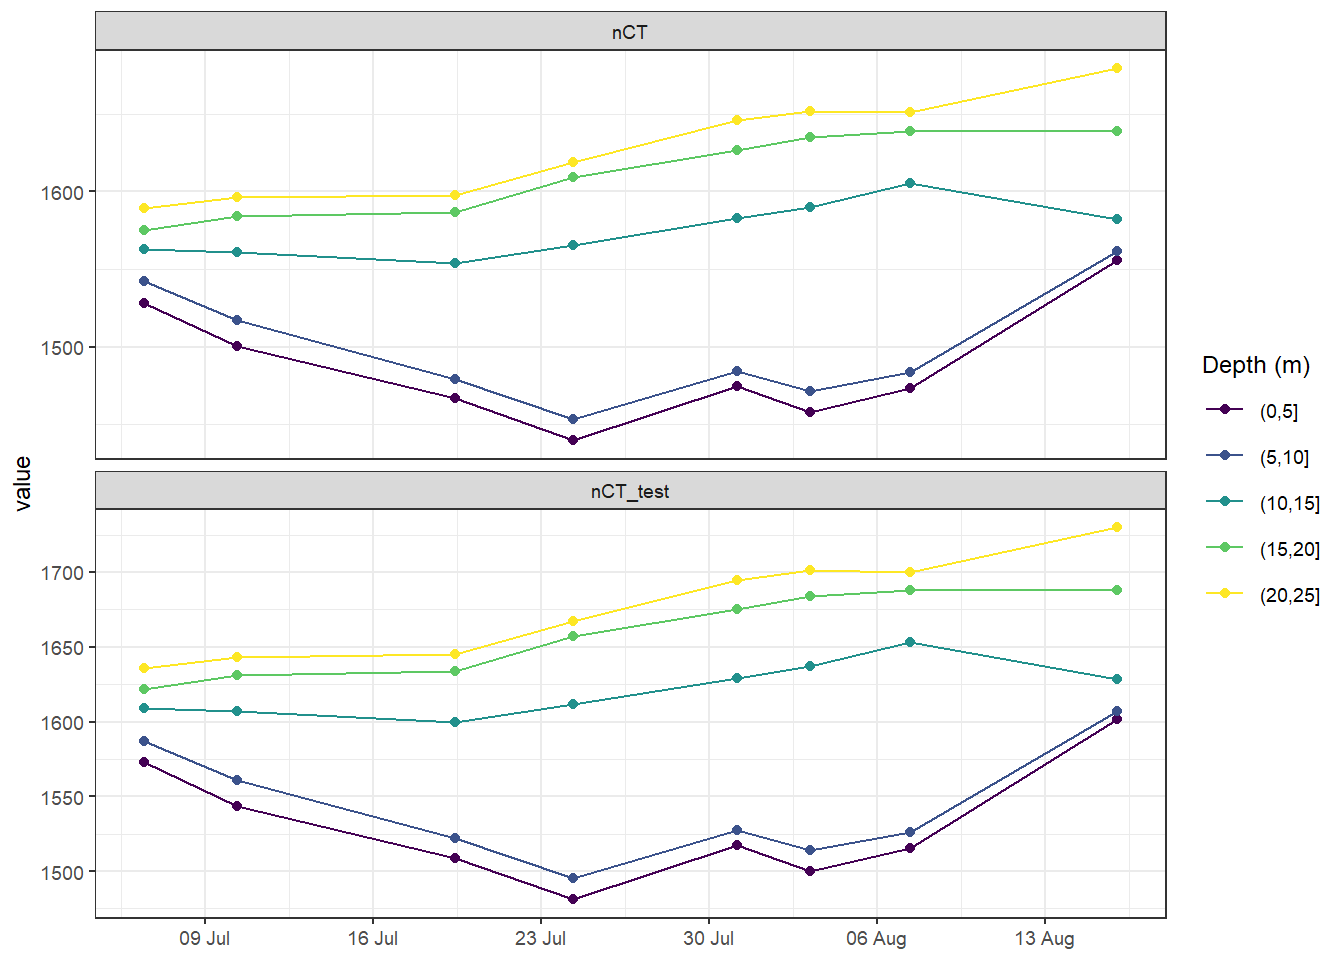 nCT
1600
1500
value
nCT_test
1700
1650
1600
1550
1500
09 Jul
16 Jul
23 Jul
30 Jul
06 Aug
13 Aug
Depth (m)
(0,5]
(5,10]
(10,15]
(15,20]
(20,25]